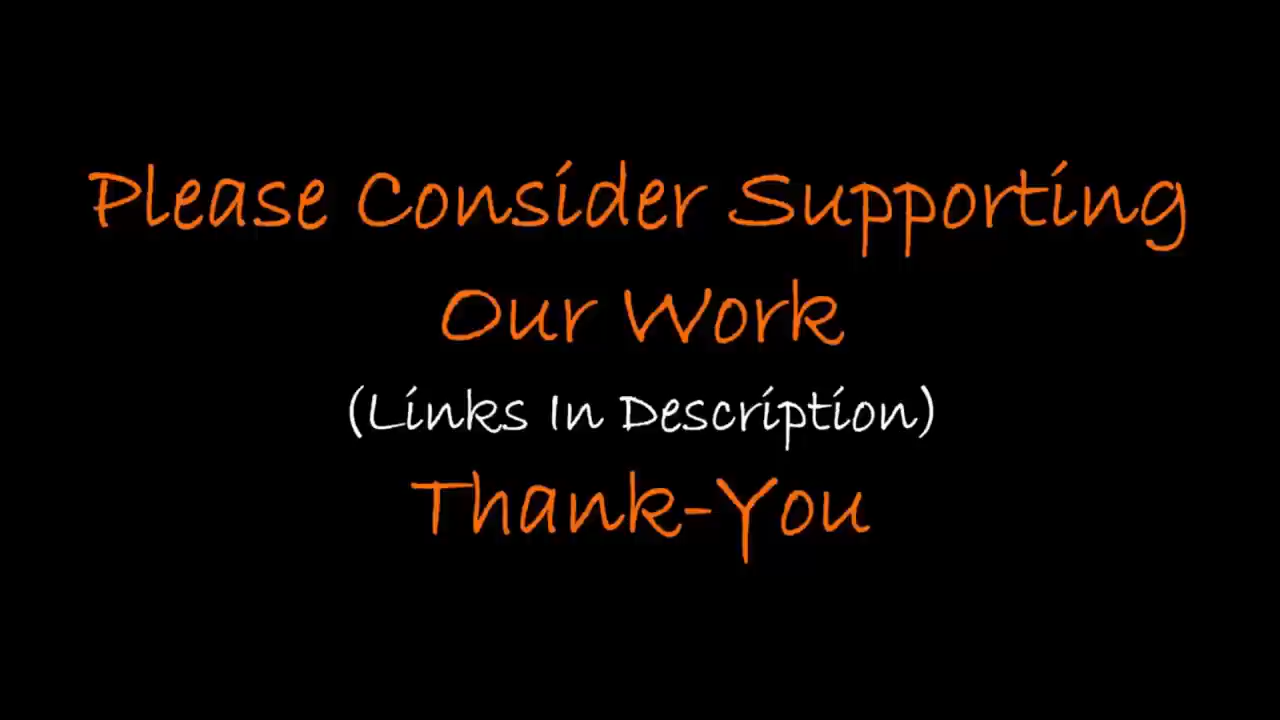 Please Consider Supporting
Our Work
(Links In Description)
Thank-You